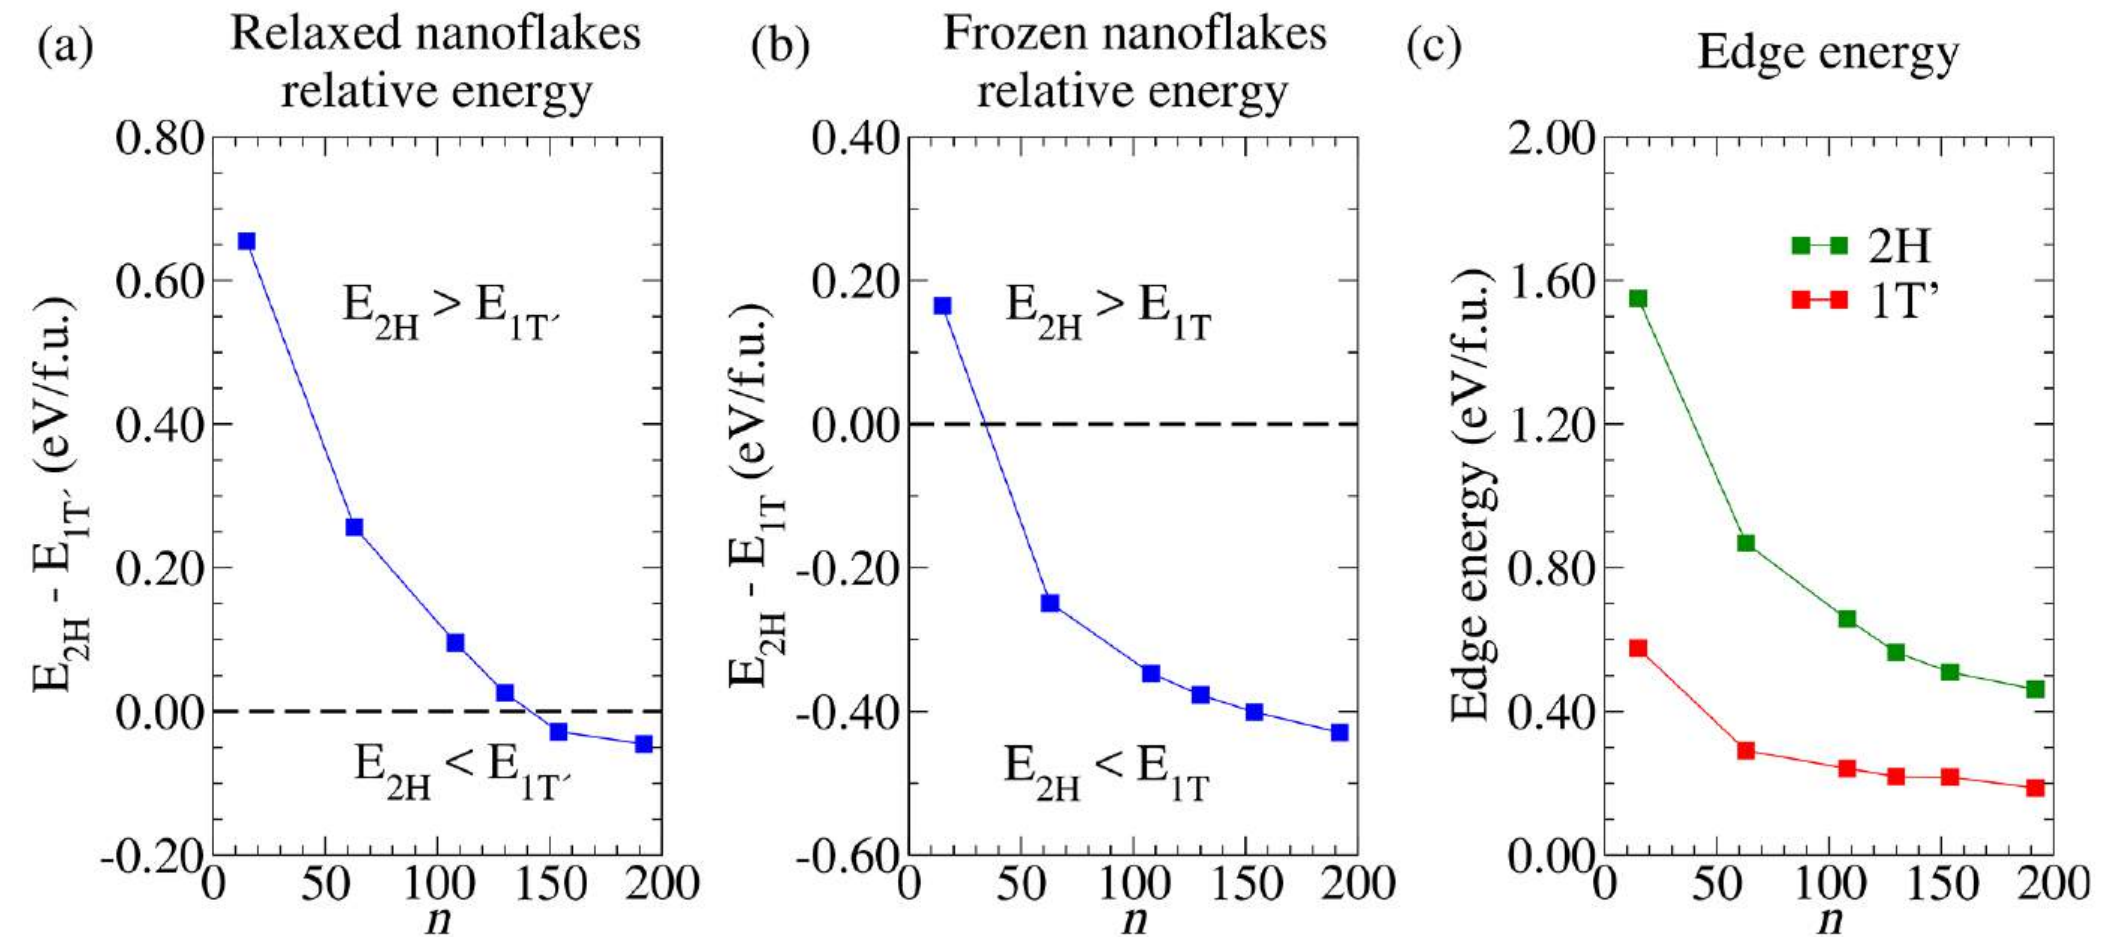 (a)
Relaxed nanoflakes
relative energy
0.80
0.60
0.40
0.20
0.00
-0.20
0
50
100
150
200
n
E2H - E1T′ (eV/f.u.)
E2H > E1T′
E2H < E1T′
(b)
Frozen nanoflakes
relative energy
0.40
0.20
0.00
-0.20
-0.40
-0.60
0
50
100
150
200
n
E2H - E1T (eV/f.u.)
E2H > E1T
E2H < E1T
(c)
Edge energy
2.00
1.60
1.20
0.80
0.40
0.00
0
50
100
150
200
n
Edge energy (eV/f.u.)
2H
1T’